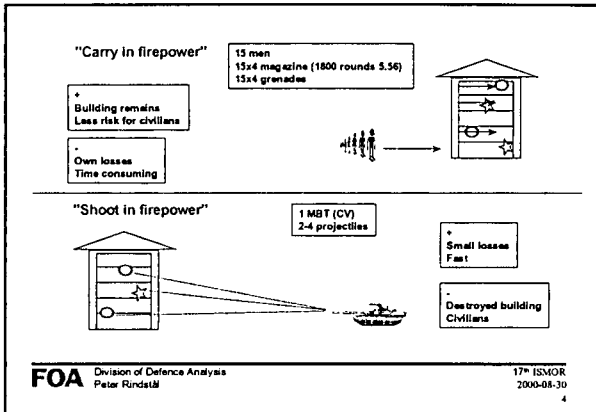 "Carry in firepower"
15 men
15x4 magazine (1800 rounds 5.56)
15x4 grenades
+
Building remains
Less risk for civilians
-
Own losses
Time consuming
"Shoot in firepower"
1 MBT (CV)
2-4 projectiles
+
Small losses
Fast
-
Destroyed building
Civilians
FOA
Division of Defence Analysis
Peter Rindstål
17th ISMOR
2000-08-30
4